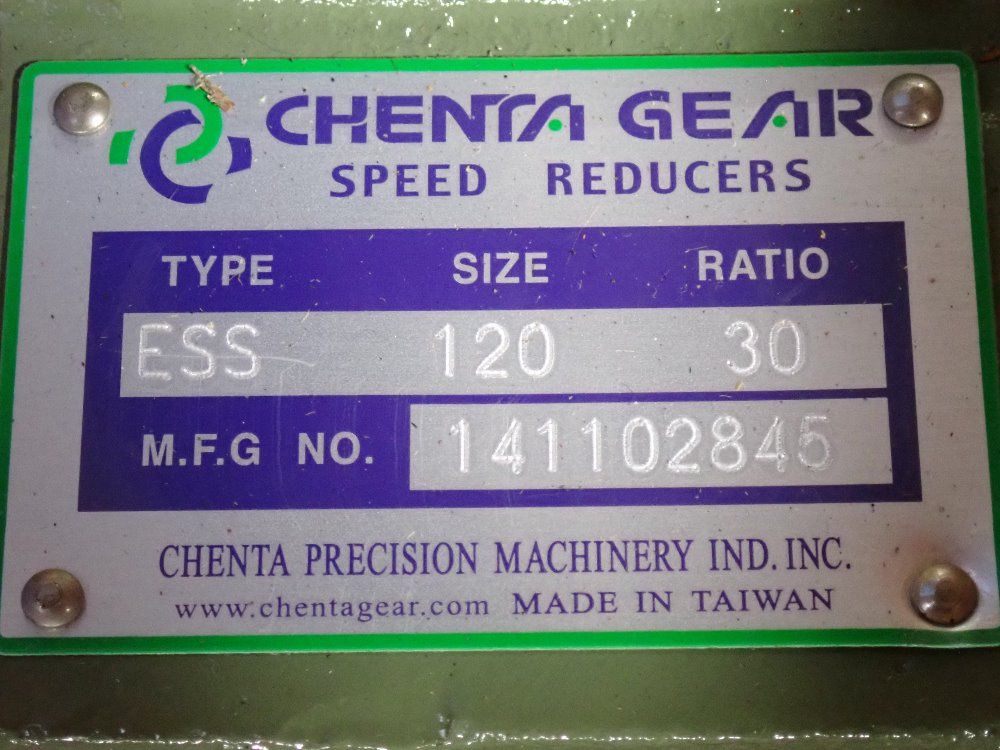 CHENTA GEAR
SPEED REDUCERS
TYPE SIZE RATIO
ESS 120 30
M.F.G NO. 141102845
CHENTA PRECISION MACHINERY IND. INC.
www.chentagear.com MADE IN TAIWAN